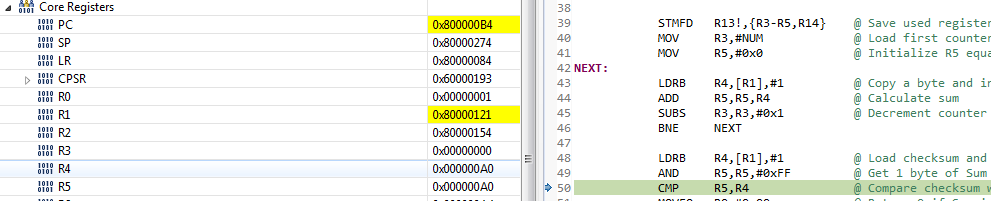 Core Registers
PC 0x800000B4
SP 0x80000274
LR 0x80000084
CPSR 0x60000193
R0 0x00000001
R1 0x80000121
R2 0x80000154
R3 0x00000000
R4 0x000000A0
R5 0x000000A0
38
39 STMFD R13!,{R3-R5,R14} @ Save used register
40 MOV R3,#NUM @ Load first counter
41 MOV R5,#0x0 @ Initialize R5 equa
42 NEXT:
43 LDRB R4,[R1],#1 @ Copy a byte and in
44 ADD R5,R5,R4 @ Calculate sum
45 SUBS R3,R3,#0x1 @ Decrement counter
46 BNE NEXT
47
48 LDRB R4,[R1],#1 @ Load checksum and
49 AND R5,R5,#0xFF @ Get 1 byte of Sum
50 CMP R5,R4 @ Compare checksum w